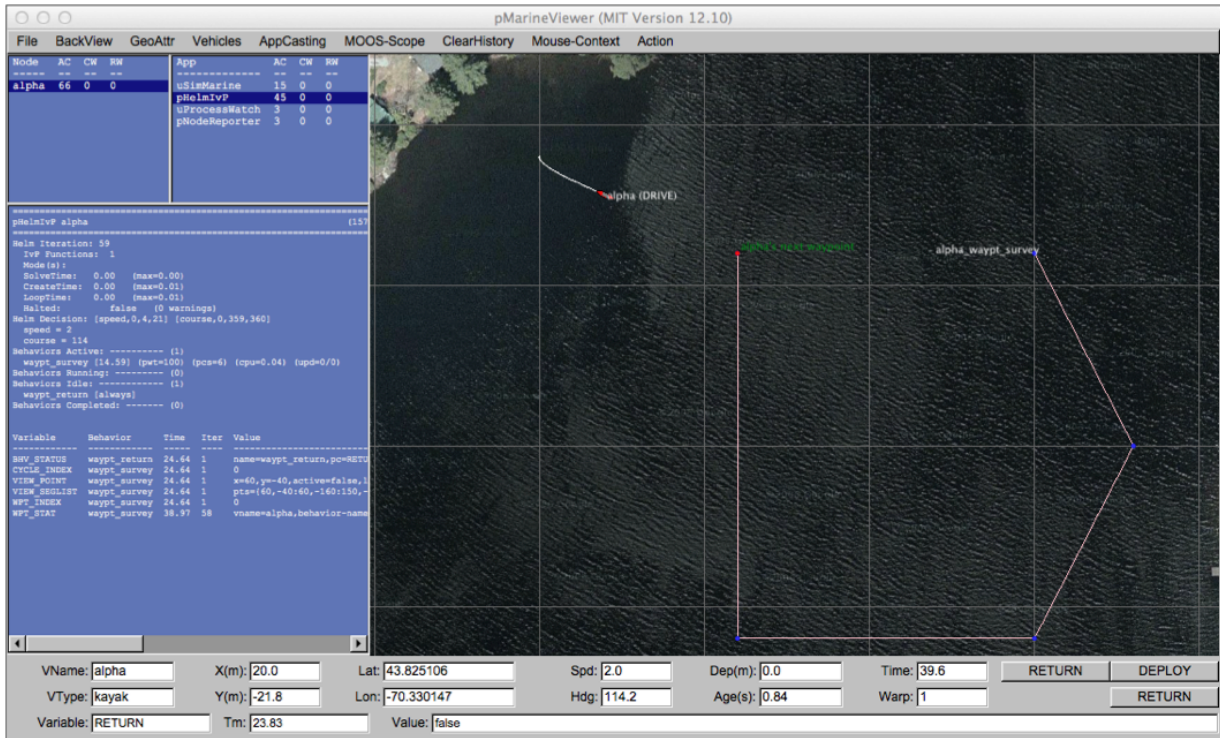 pMarineViewer (MIT Version 12.10)
File BackView GeoAttr Vehicles AppCasting MOOS-Scope ClearHistory Mouse-Context Action
Node AC CW RW
----- -- -- --
alpha 66 0 0
App AC CW RW
------------- -- -- --
uSimMarine 15 0 0
pHelmIvP 45 0 0
uProcessWatch 3 0 0
pNodeReporter 3 0 0
alpha (DRIVE)
alpha's next waypoint
alpha_waypt_survey
pHelmIvP alpha (157
Helm Iteration: 59
IvP Functions: 1
Mode(s):
SolveTime: 0.00 (max=0.00)
CreateTime: 0.00 (max=0.01)
LoopTime: 0.00 (max=0.01)
Halted: false (0 warnings)
Helm Decision: [speed,0,4,21] [course,0,359,360]
speed = 2
course = 114
Behaviors Active: ---------- (1)
waypt_survey [14.59] (pwt=100) (pcs=6) (cpu=0.04) (upd=0/0)
Behaviors Running: --------- (0)
Behaviors Idle: ------------ (1)
waypt_return [always]
Behaviors Completed: ------- (0)
Variable Behavior Time Iter Value
BHV_STATUS waypt_return 24.64 1 name=waypt_return,pc=RETU
CYCLE_INDEX waypt_survey 24.64 1 0
VIEW_POINT waypt_survey 24.64 1 x=60,y=-40,active=false,l
VIEW_SEGLIST waypt_survey 24.64 1 pts={60,-40:60,-160:150,-
WPT_INDEX waypt_survey 24.64 1 0
WPT_STAT waypt_survey 38.97 58 vname=alpha,behavior-name
VName: alpha X(m): 20.0 Lat: 43.825106 Spd: 2.0 Dep(m): 0.0 Time: 39.6 RETURN DEPLOY
VType: kayak Y(m): -21.8 Lon: -70.330147 Hdg: 114.2 Age(s): 0.84 Warp: 1 RETURN
Variable: RETURN Tm: 23.83 Value: false